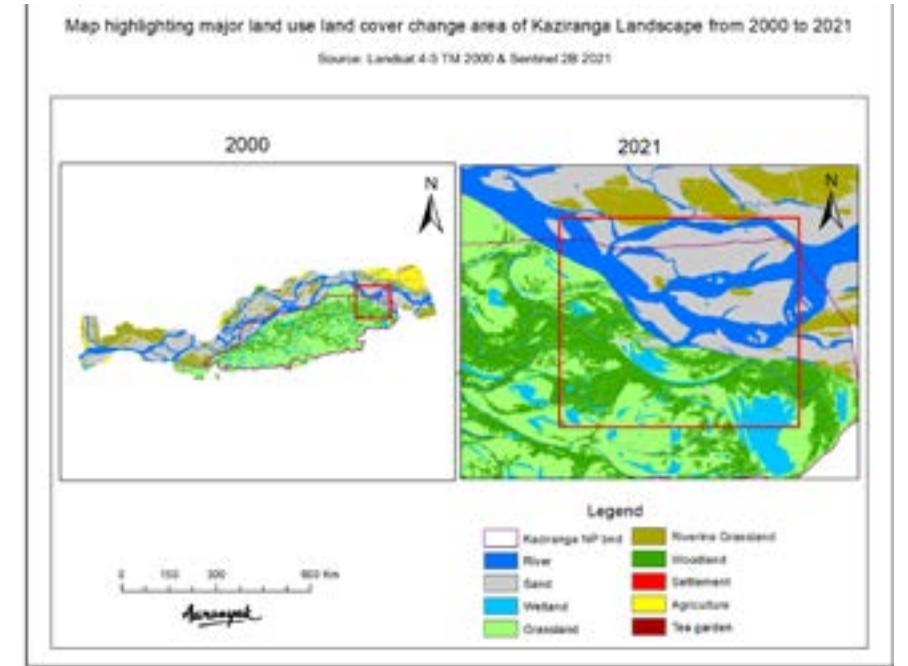 Map highlighting major land use land cover change area of Kaziranga Landscape from 2000 to 2021
Source: Landsat 4-5 TM 2000 & Sentinel 2B 2021
2000
2021
N
N
Legend
Kaziranga NP bnd
River
Sand
Wetland
Grassland
Riverine Grassland
Woodland
Settlement
Agriculture
Tea garden
0 150 300 600 Km
Aaranyak